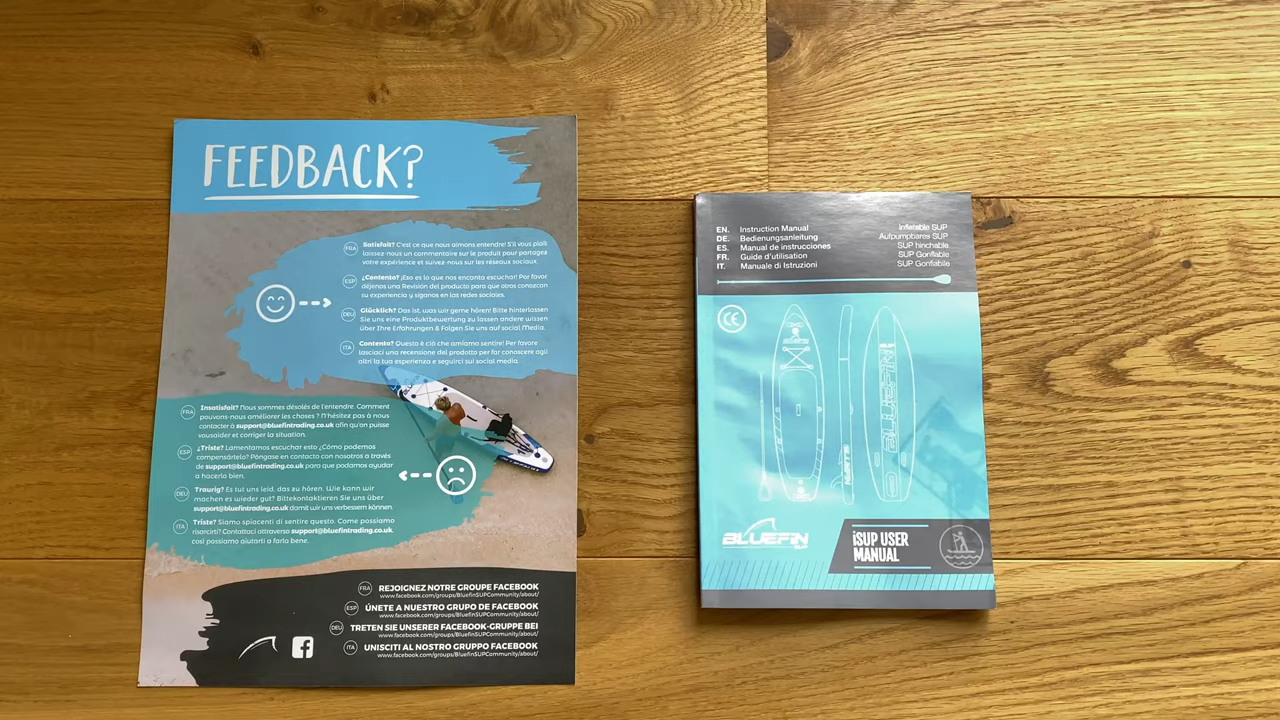 FEEDBACK?
FRA
Satisfait? C'est ce que nous aimons entendre! S'il vous plaît
laissez-nous un commentaire sur le produit pour partagez
votre expérience et suivez-nous sur les réseaux sociaux.
ESP
¿Contento? ¡Eso es lo que nos encanta escuchar! Por favor
déjenos una Revisión del producto para que otros conozcan
su experiencia y síganos en las redes sociales.
DEU
Glücklich? Das ist, was wir gerne hören! Bitte hinterlassen
Sie uns eine Produktbewertung zu lassen andere wissen
über Ihre Erfahrungen & Folgen Sie uns auf social Media.
ITA
Contento? Questo è ciò che amiamo sentire! Per favore
lasciaci una recensione del prodotto per far conoscere agli
altri la tua esperienza e seguirci sui social media.
FRA
Insatisfait? Nous sommes désolés de l'entendre. Comment
pouvons-nous améliorer les choses ? N'hésitez pas à nous
contacter à support@bluefintrading.co.uk afin qu'on puisse
vousaider et corriger la situation.
ESP
¿Triste? Lamentamos escuchar esto ¿Cómo podemos
compensártelo? Póngase en contacto con nosotros a través
de support@bluefintrading.co.uk para que podamos ayudar
a hacerlo bien.
DEU
Traurig? Es tut uns leid, das zu hören. Wie kann wir
machen es wieder gut? Bittekontaktieren Sie uns über
support@bluefintrading.co.uk damit wir uns verbessern können.
ITA
Triste? Siamo spiacenti di sentire questo. Come possiamo
risarcirti? Contattaci attraverso support@bluefintrading.co.uk
così possiamo aiutarti a farlo bene.
FRA REJOIGNEZ NOTRE GROUPE FACEBOOK
www.facebook.com/groups/BluefinSUPCommunity/about/
ESP ÚNETE A NUESTRO GRUPO DE FACEBOOK
www.facebook.com/groups/BluefinSUPCommunity/about/
DEU TRETEN SIE UNSERER FACEBOOK-GRUPPE BEI
www.facebook.com/groups/BluefinSUPCommunity/about/
ITA UNISCITI AL NOSTRO GRUPPO FACEBOOK
www.facebook.com/groups/BluefinSUPCommunity/about/
EN. Instruction Manual Inflatable SUP
DE. Bedienungsanleitung Aufpumpbares SUP
ES. Manual de instrucciones SUP hinchable
FR. Guide d'utilisation SUP Gonflable
IT. Manuale di Istruzioni SUP Gonfiabile
CE
BLUEFIN
SUP
iSUP USER
MANUAL